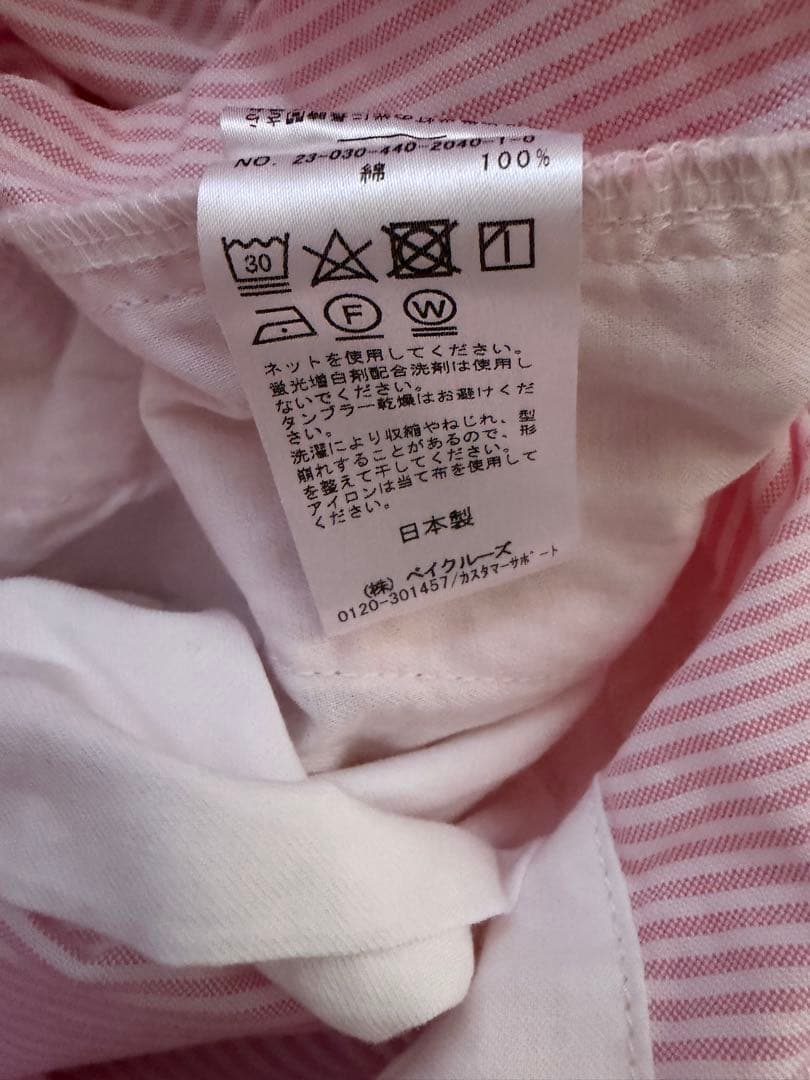 NO. 23-030-440-2040-1-0
綿 100%
30
F W
ネットを使用してください。
蛍光増白剤配合洗剤は使用し
ないでください。
タンブラー乾燥はお避けくだ
さい。
洗濯により収縮やねじれ、型
崩れすることがあるので、形
を整えて干してください。
アイロンは当て布を使用して
ください。
日本製
(株) ベイクルーズ
0120-301457/カスタマーサポート